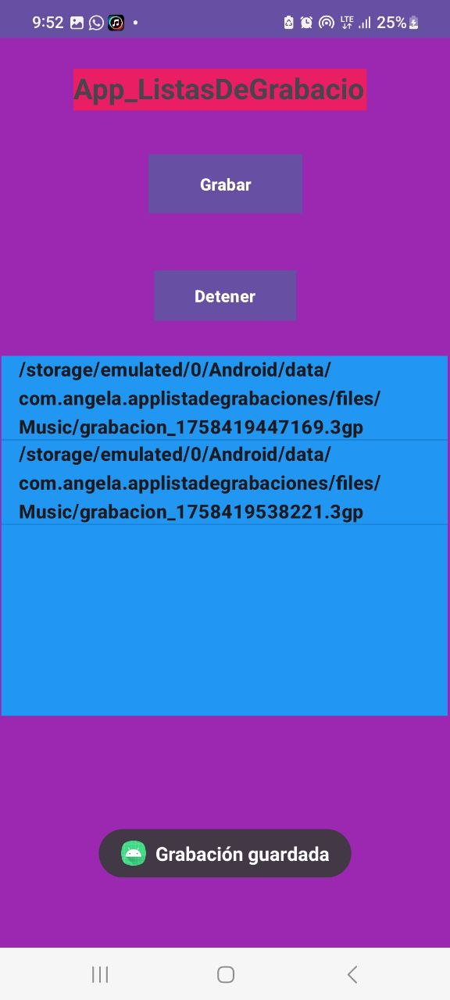 9:52
LTE
25%
App_ListasDeGrabacio
Grabar
Detener
/storage/emulated/0/Android/data/
com.angela.applistadegrabaciones/files/
Music/grabacion_1758419447169.3gp
/storage/emulated/0/Android/data/
com.angela.applistadegrabaciones/files/
Music/grabacion_1758419538221.3gp
Grabación guardada